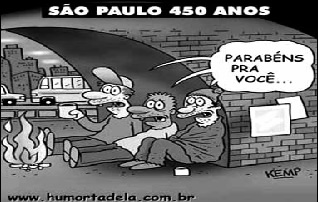 SÃO PAULO 450 ANOS
PARABÉNS
PRA
VOCÊ...
KEMP
www.humortadela.com.br